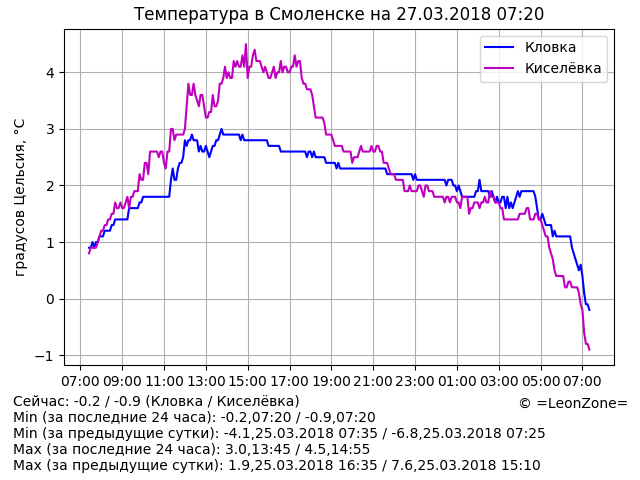 Температура в Смоленске на 27.03.2018 07:20
градусов Цельсия, °C
4
3
2
1
0
−1
Кловка
Киселёвка
07:00 09:00 11:00 13:00 15:00 17:00 19:00 21:00 23:00 01:00 03:00 05:00 07:00
Сейчас: -0.2 / -0.9 (Кловка / Киселёвка)
© =LeonZone=
Min (за последние 24 часа): -0.2,07:20 / -0.9,07:20
Min (за предыдущие сутки): -4.1,25.03.2018 07:35 / -6.8,25.03.2018 07:25
Max (за последние 24 часа): 3.0,13:45 / 4.5,14:55
Max (за предыдущие сутки): 1.9,25.03.2018 16:35 / 7.6,25.03.2018 15:10